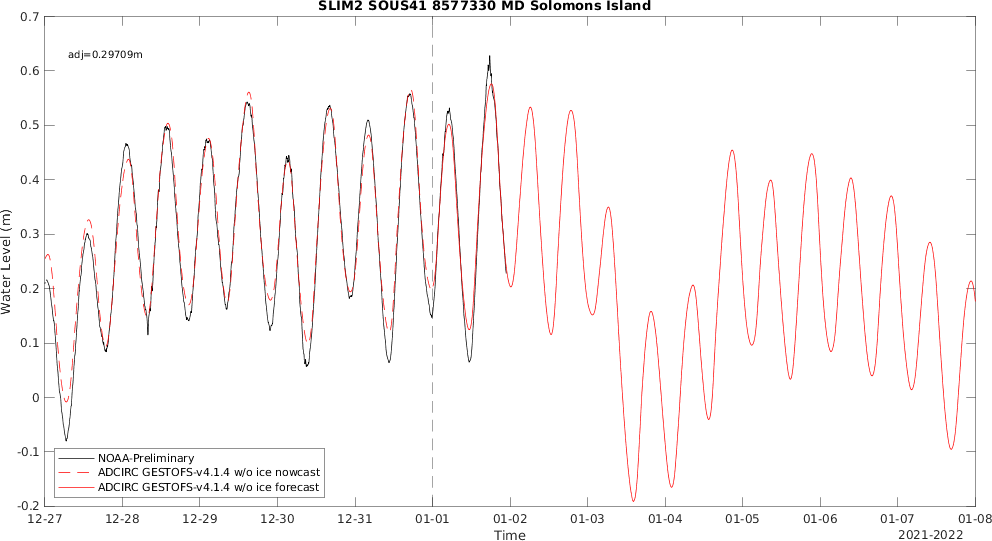 SLIM2 SOUS41 8577330 MD Solomons Island
adj=0.29709m
Water Level (m)
0.7
0.6
0.5
0.4
0.3
0.2
0.1
0
-0.1
-0.2
NOAA-Preliminary
ADCIRC GESTOFS-v4.1.4 w/o ice nowcast
ADCIRC GESTOFS-v4.1.4 w/o ice forecast
12-27 12-28 12-29 12-30 12-31 01-01 01-02 01-03 01-04 01-05 01-06 01-07 01-08
Time
2021-2022